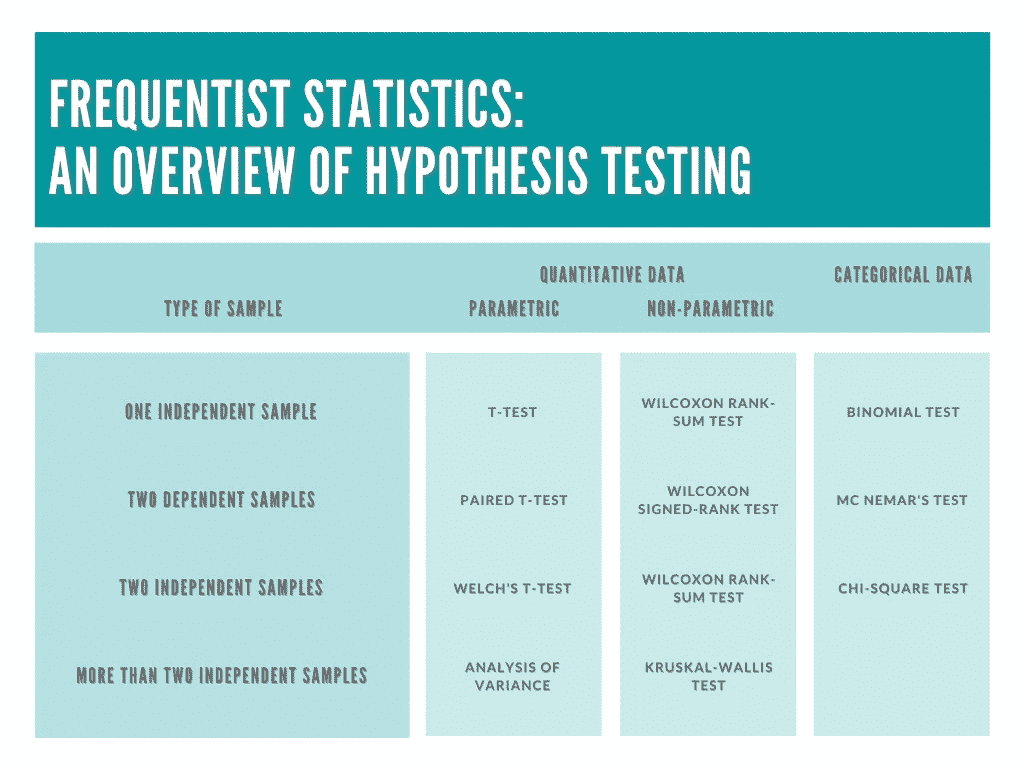 FREQUENTIST STATISTICS:
AN OVERVIEW OF HYPOTHESIS TESTING
QUANTITATIVE DATA
CATEGORICAL DATA
TYPE OF SAMPLE
PARAMETRIC
NON-PARAMETRIC
ONE INDEPENDENT SAMPLE
T-TEST
WILCOXON RANK-
SUM TEST
BINOMIAL TEST
TWO DEPENDENT SAMPLES
PAIRED T-TEST
WILCOXON
SIGNED-RANK TEST
MC NEMAR'S TEST
TWO INDEPENDENT SAMPLES
WELCH'S T-TEST
WILCOXON RANK-
SUM TEST
CHI-SQUARE TEST
MORE THAN TWO INDEPENDENT SAMPLES
ANALYSIS OF
VARIANCE
KRUSKAL-WALLIS
TEST